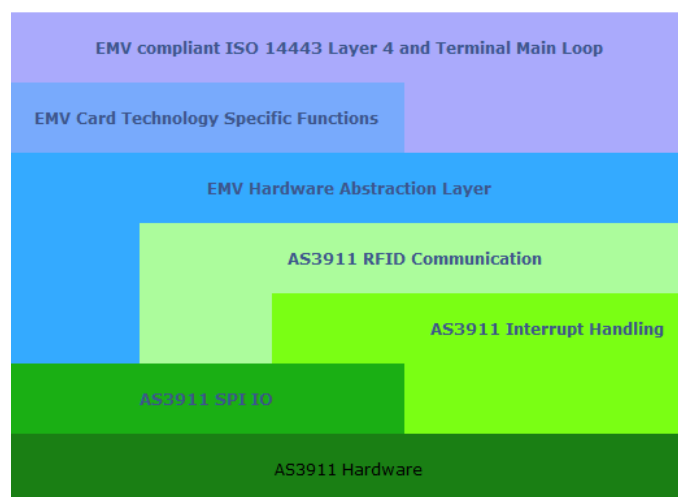 EMV compliant ISO 14443 Layer 4 and Terminal Main Loop
EMV Card Technology Specific Functions
EMV Hardware Abstraction Layer
AS3911 RFID Communication
AS3911 Interrupt Handling
AS3911 SPI IO
AS3911 Hardware